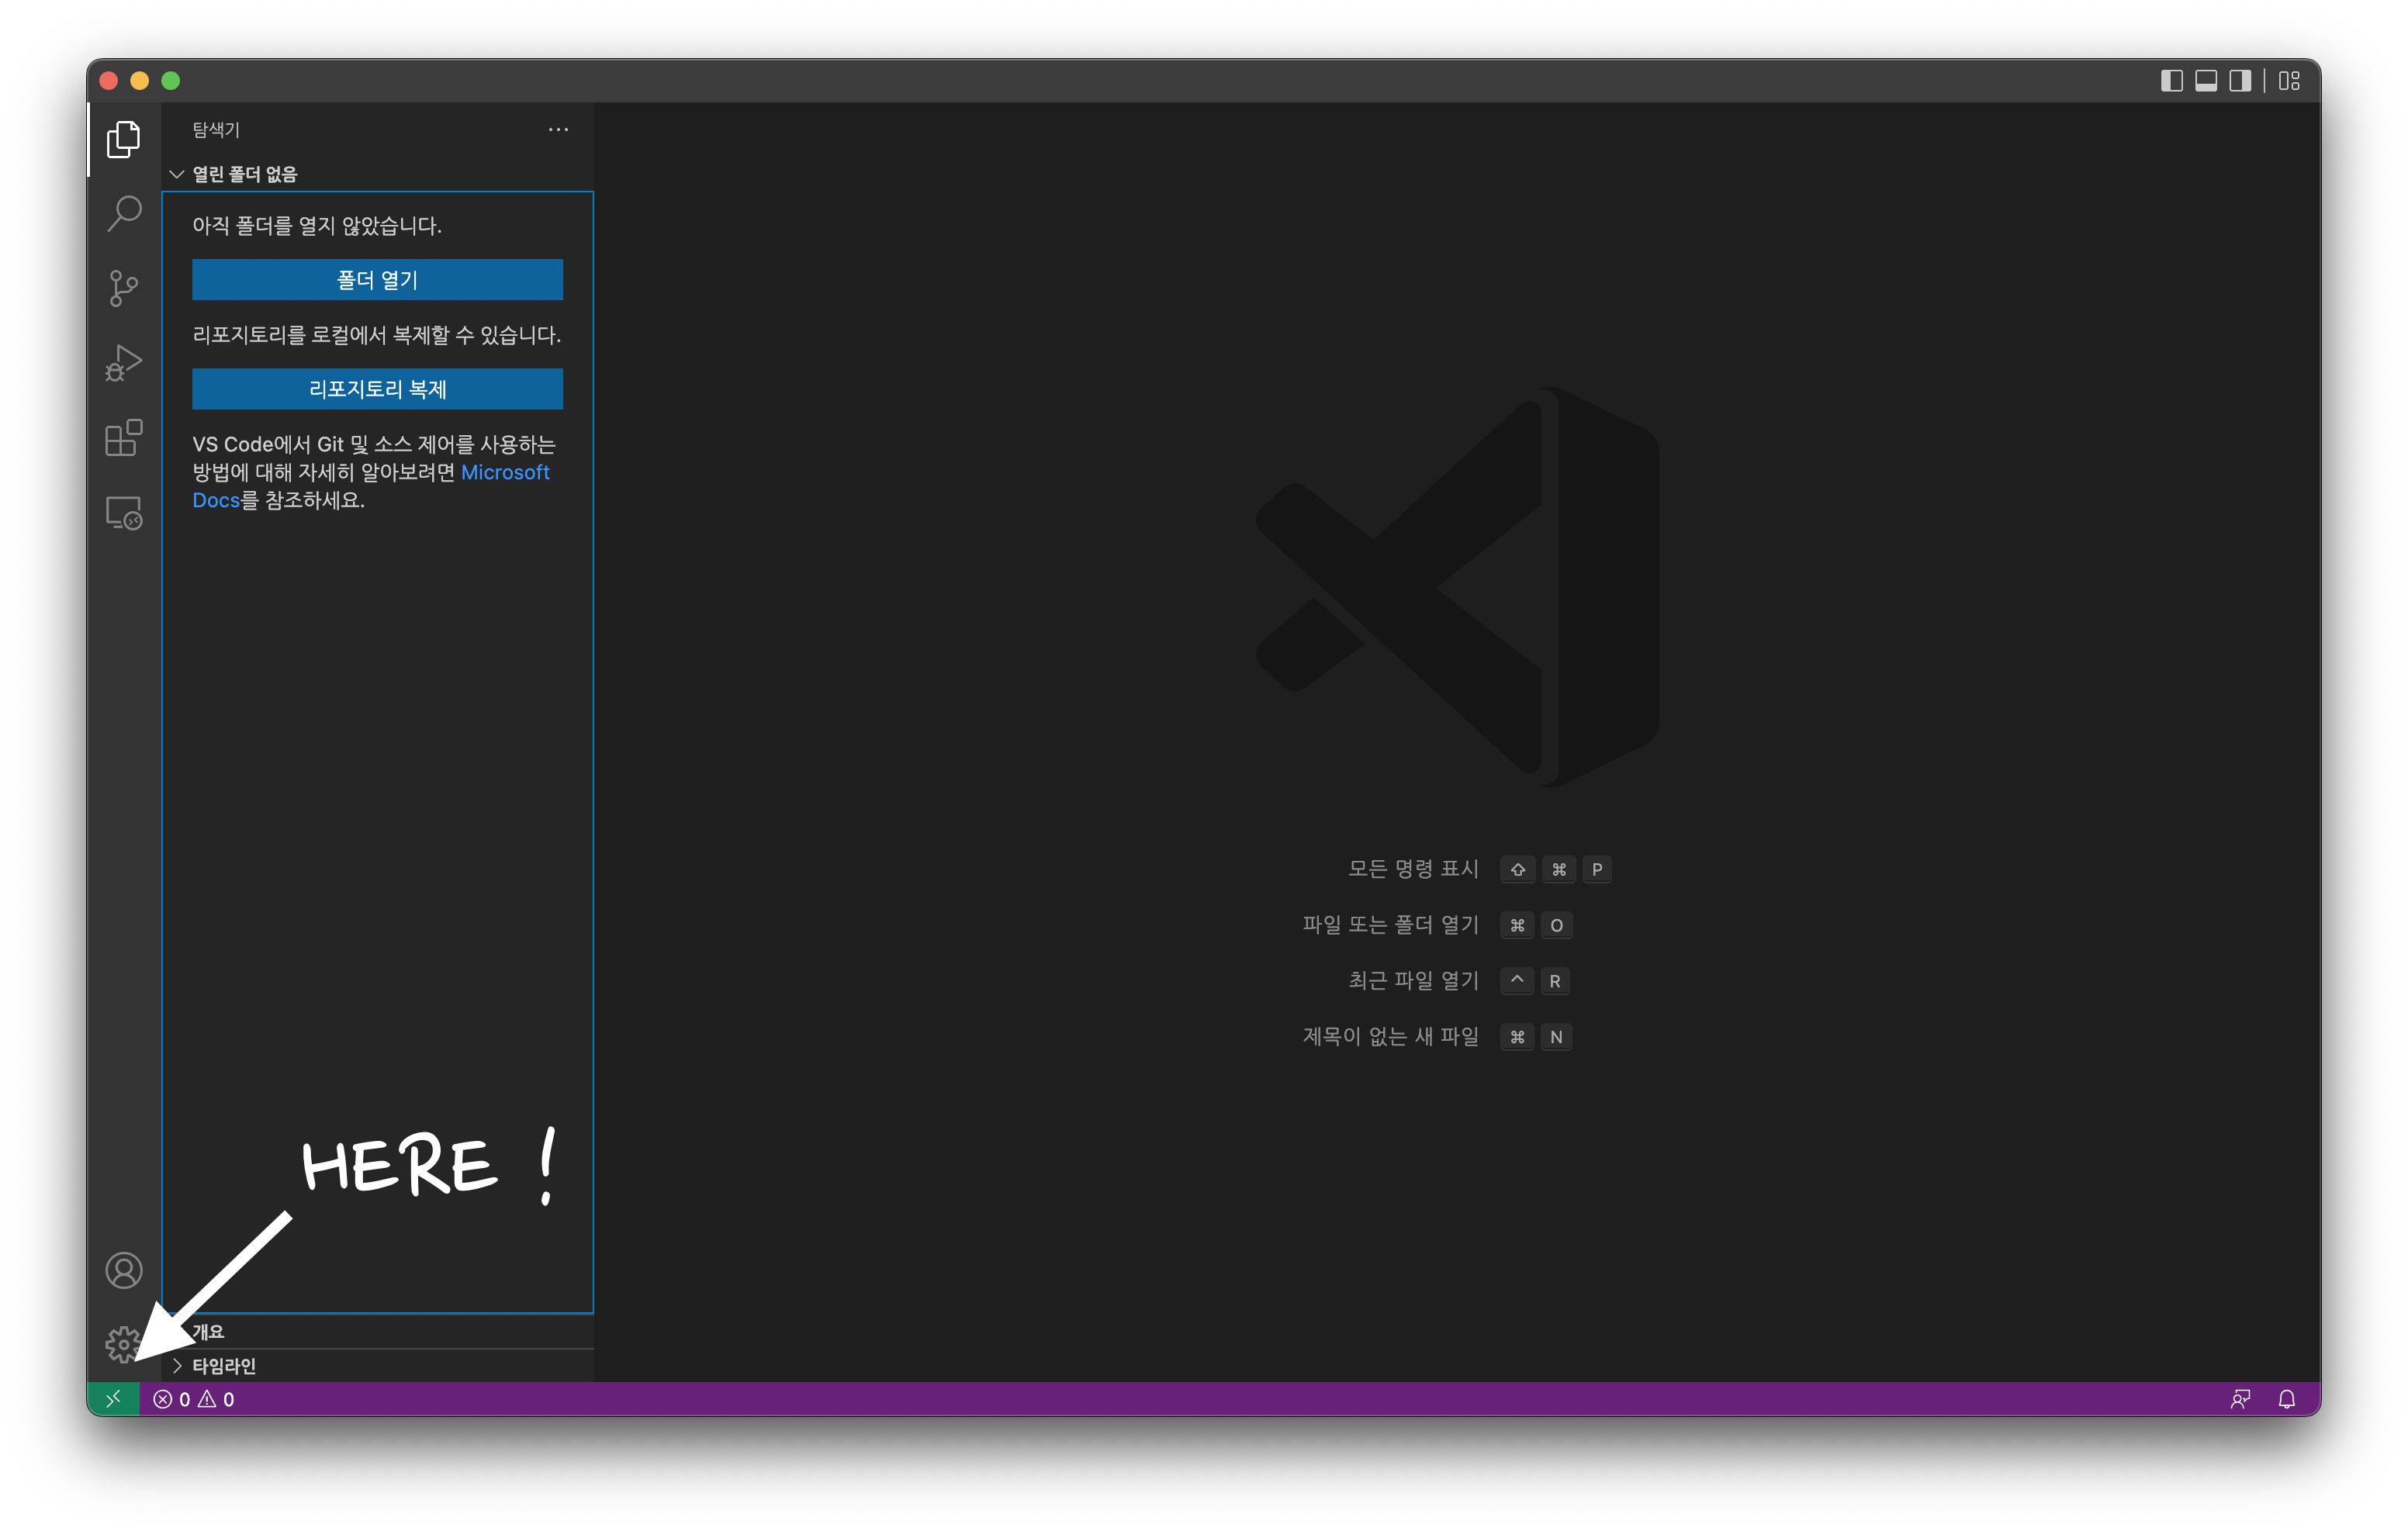 탐색기
열린 폴더 없음
아직 폴더를 열지 않았습니다.
폴더 열기
리포지토리를 로컬에서 복제할 수 있습니다.
리포지토리 복제
VS Code에서 Git 및 소스 제어를 사용하는
방법에 대해 자세히 알아보려면 Microsoft
Docs를 참조하세요.
모든 명령 표시 ⇧ ⌘ P
파일 또는 폴더 열기 ⌘ O
최근 파일 열기 ^ R
제목이 없는 새 파일 ⌘ N
HERE !
개요
타임라인
0 0